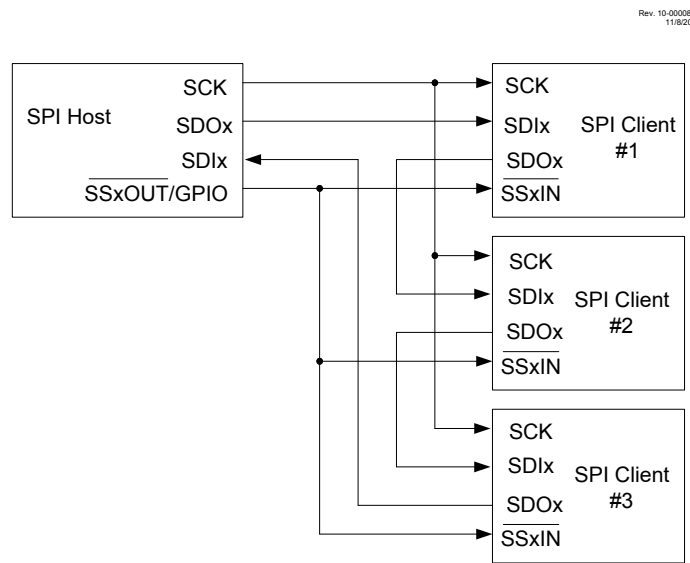 Rev. 10-00008
11/8/20
SPI Host
SCK
SDOx
SDIx
SSxOUT/GPIO
SCK
SDIx
SDOx
SSxIN
SPI Client
#1
SCK
SDIx
SDOx
SSxIN
SPI Client
#2
SCK
SDIx
SDOx
SSxIN
SPI Client
#3